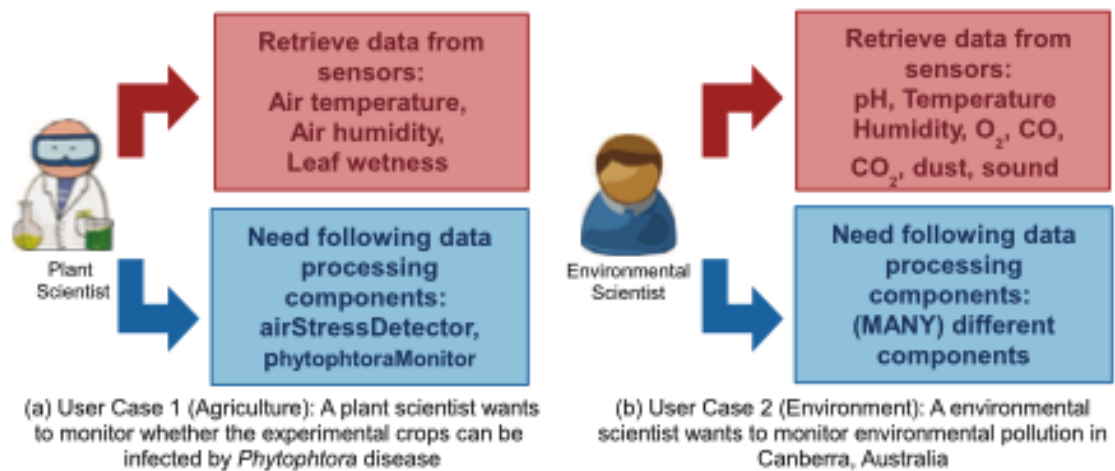 Retrieve data from
sensors:
Air temperature,
Air humidity,
Leaf wetness
Plant
Scientist
Need following data
processing
components:
airStressDetector,
phytophtoraMonitor
(a) User Case 1 (Agriculture): A plant scientist wants
to monitor whether the experimental crops can be
infected by Phytophtora disease
Retrieve data from
sensors:
pH, Temperature
Humidity, O₂, CO,
CO₂, dust, sound
Environmental
Scientist
Need following data
processing
components:
(MANY) different
components
(b) User Case 2 (Environment): A environmental
scientist wants to monitor environmental pollution in
Canberra, Australia